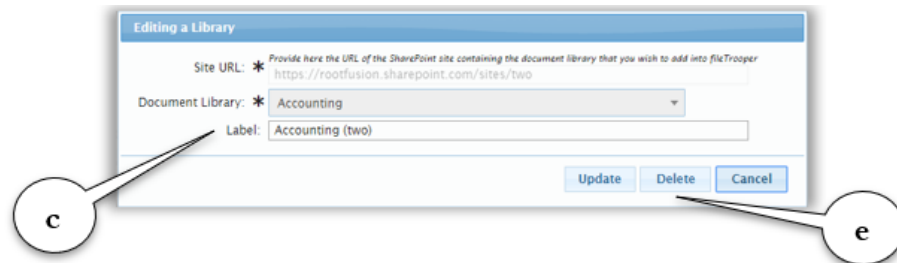 Editing a Library
Provide here the URL of the SharePoint site containing the document library that you wish to add into fileTrooper
Site URL: * https://rootfusion.sharepoint.com/sites/two
Document Library: * Accounting
Label: Accounting (two)
Update Delete Cancel
c
e